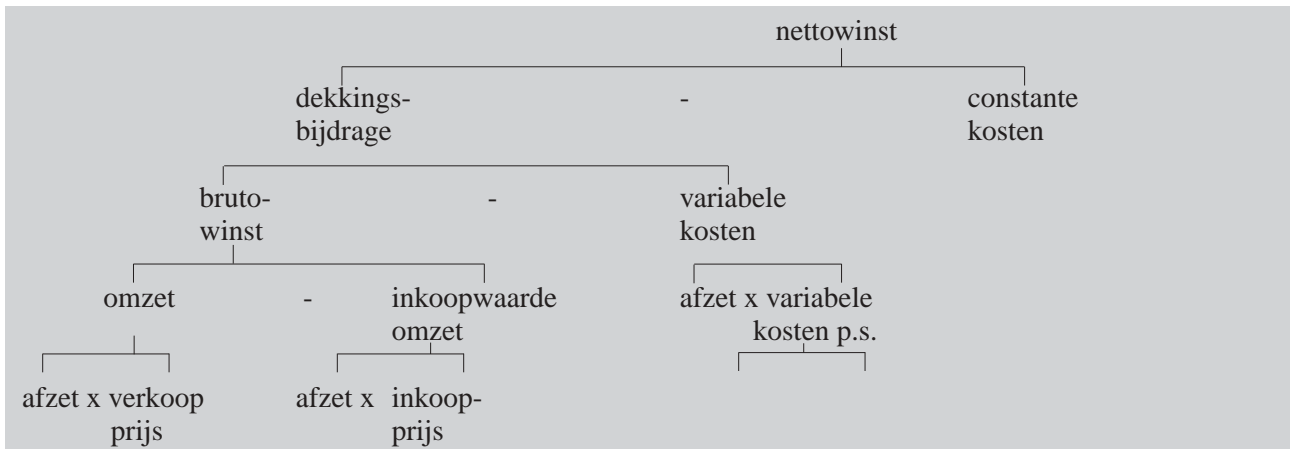 nettowinst
dekkings- - constante
bijdrage kosten
bruto- - variabele
winst kosten
omzet - inkoopwaarde afzet x variabele
omzet kosten p.s.
afzet x verkoop afzet x inkoop-
prijs prijs